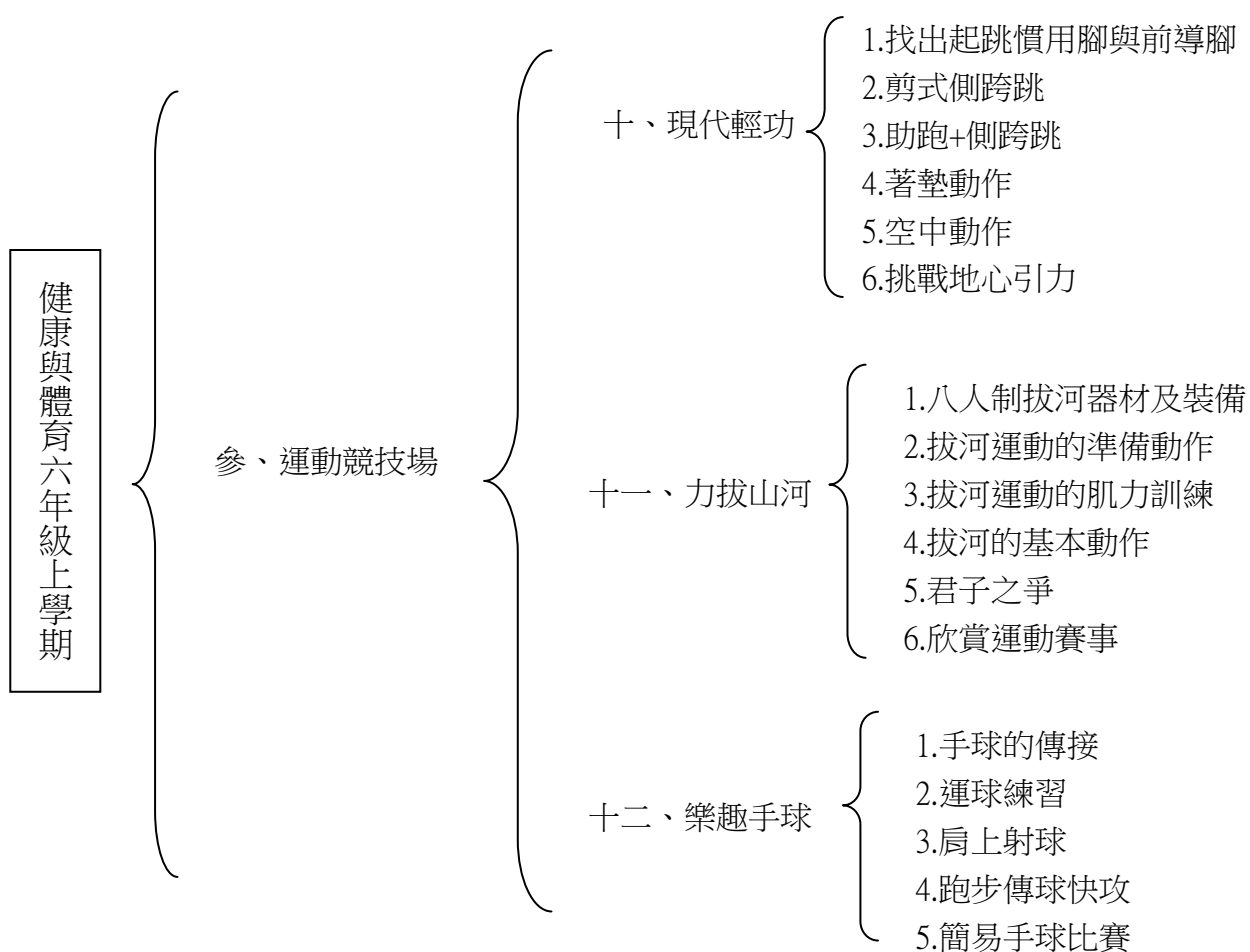 健康與體育六年級上學期
參、運動競技場
十、現代輕功
1.找出起跳慣用腳與前導腳
2.剪式側跨跳
3.助跑+側跨跳
4.著墊動作
5.空中動作
6.挑戰地心引力
十一、力拔山河
1.八人制拔河器材及裝備
2.拔河運動的準備動作
3.拔河運動的肌力訓練
4.拔河的基本動作
5.君子之爭
6.欣賞運動賽事
十二、樂趣手球
1.手球的傳接
2.運球練習
3.肩上射球
4.跑步傳球快攻
5.簡易手球比賽